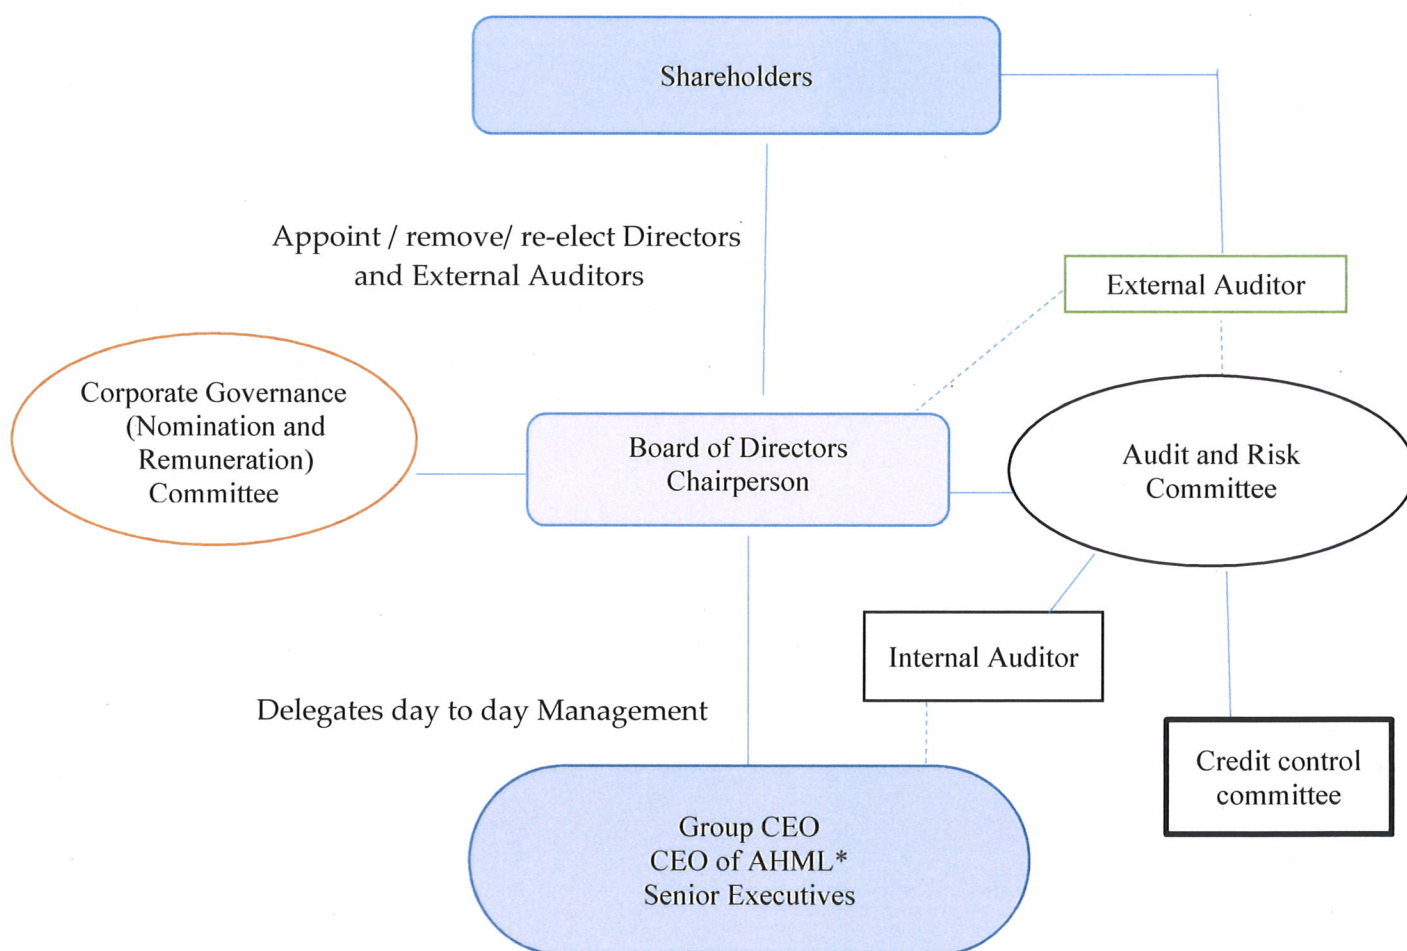 Shareholders
Appoint / remove/ re-elect Directors
and External Auditors
External Auditor
Corporate Governance
(Nomination and
Remuneration)
Committee
Board of Directors
Chairperson
Audit and Risk
Committee
Internal Auditor
Delegates day to day Management
Credit control
committee
Group CEO
CEO of AHML*
Senior Executives